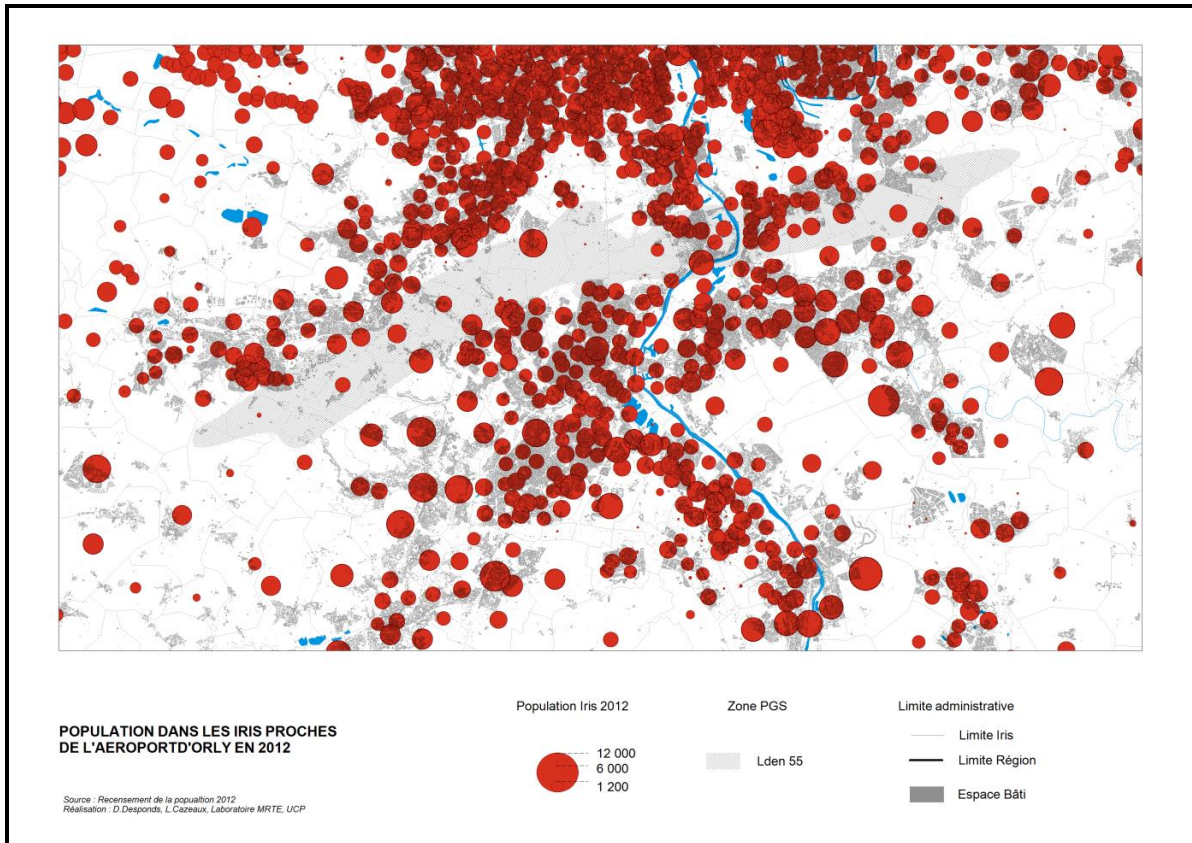 POPULATION DANS LES IRIS PROCHES
DE L'AEROPORTD'ORLY EN 2012
Source : Recensement de la popualtion 2012
Réalisation : D.Desponds, L.Cazeaux, Laboratoire MRTE, UCP
Population Iris 2012
12 000
6 000
1 200
Zone PGS
Lden 55
Limite administrative
Limite Iris
Limite Région
Espace Bâti